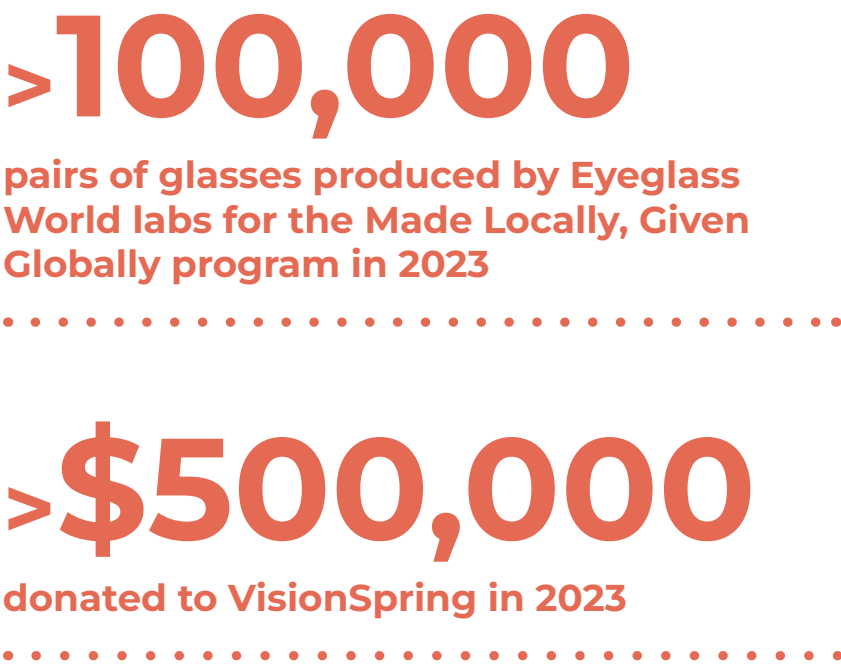 >100,000
pairs of glasses produced by Eyeglass
World labs for the Made Locally, Given
Globally program in 2023
>$500,000
donated to VisionSpring in 2023